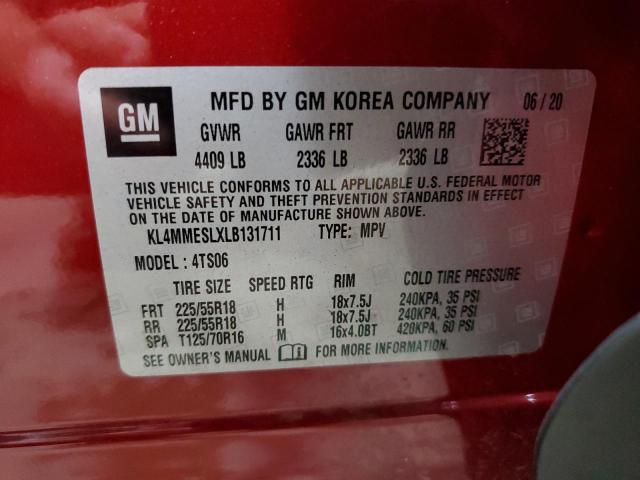 GM
MFD BY GM KOREA COMPANY 06 / 20
GVWR GAWR FRT GAWR RR
4409 LB 2336 LB 2336 LB
THIS VEHICLE CONFORMS TO ALL APPLICABLE U.S. FEDERAL MOTOR
VEHICLE SAFETY AND THEFT PREVENTION STANDARDS IN EFFECT
ON THE DATE OF MANUFACTURE SHOWN ABOVE.
KL4MMESLXLB131711 TYPE: MPV
MODEL : 4TS06
TIRE SIZE SPEED RTG RIM COLD TIRE PRESSURE
FRT 225/55R18 H 18x7.5J 240KPA, 35 PSI
RR 225/55R18 H 18x7.5J 240KPA, 35 PSI
SPA T125/70R16 M 16x4.0BT 420KPA, 60 PSI
SEE OWNER'S MANUAL FOR MORE INFORMATION.